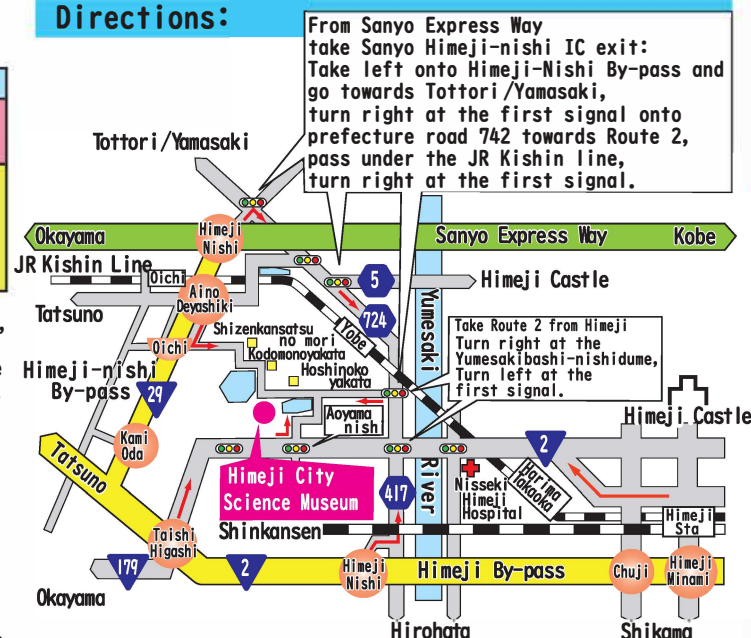 Directions:
From Sanyo Express Way
take Sanyo Himeji-nishi IC exit:
Take left onto Himeji-Nishi By-pass and
go towards Tottori/Yamasaki,
turn right at the first signal onto
prefecture road 742 towards Route 2,
pass under the JR Kishin line,
turn right at the first signal.
Tottori/Yamasaki
Okayama
Himeji
Nishi
Sanyo Express Way
Kobe
JR Kishin Line
Oichi
5
Himeji Castle
Aino
Deyashiki
Tatsuno
724
Yumesaki
River
Yobe
Take Route 2 from Himeji
Turn right at the
Yumesakibashi-nishidume,
Turn left at the
first signal.
Shizenkansatsu
no mori
Oichi
Kodomonoyakata
Hoshinoko
yakata
Himeji-nishi
By-pass
29
Aoyama
nishi
Himeji Castle
Kami
Oda
Tatsuno
2
Himeji City
Science Museum
417
Nisseki
Himeji
Hospital
Harima
Takaoka
Himeji
Sta
Shinkansen
Taishi
Higashi
179
2
Himeji
Nishi
Himeji By-pass
Chuji
Himeji
Minami
Okayama
Hirohata
Shikama